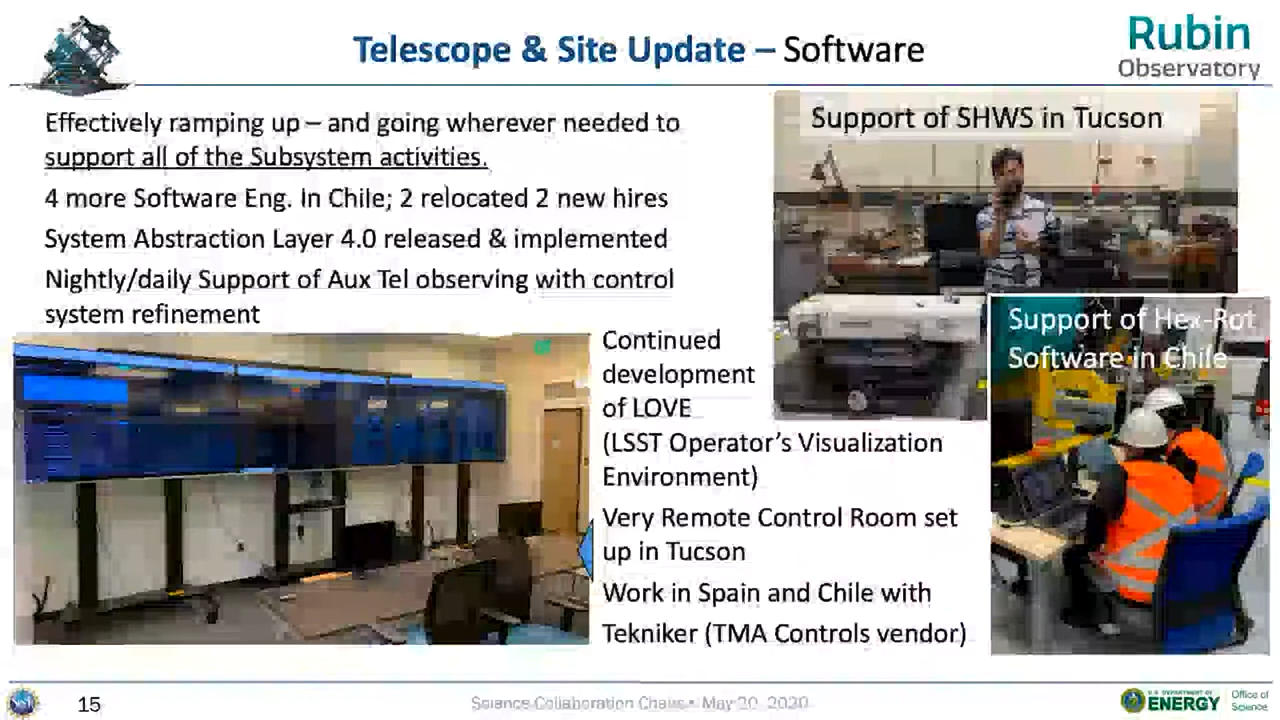 Telescope & Site Update – Software
Rubin
Observatory
Effectively ramping up – and going wherever needed to
support all of the Subsystem activities.
4 more Software Eng. In Chile; 2 relocated 2 new hires
System Abstraction Layer 4.0 released & implemented
Nightly/daily Support of Aux Tel observing with control
system refinement
Support of SHWS in Tucson
Support of Hex-Rot
Software in Chile
Continued
development
of LOVE
(LSST Operator’s Visualization
Environment)
Very Remote Control Room set
up in Tucson
Work in Spain and Chile with
Tekniker (TMA Controls vendor)
15
Science Collaboration Chairs • May 20, 2020
U.S. DEPARTMENT OF
ENERGY
Office of
Science